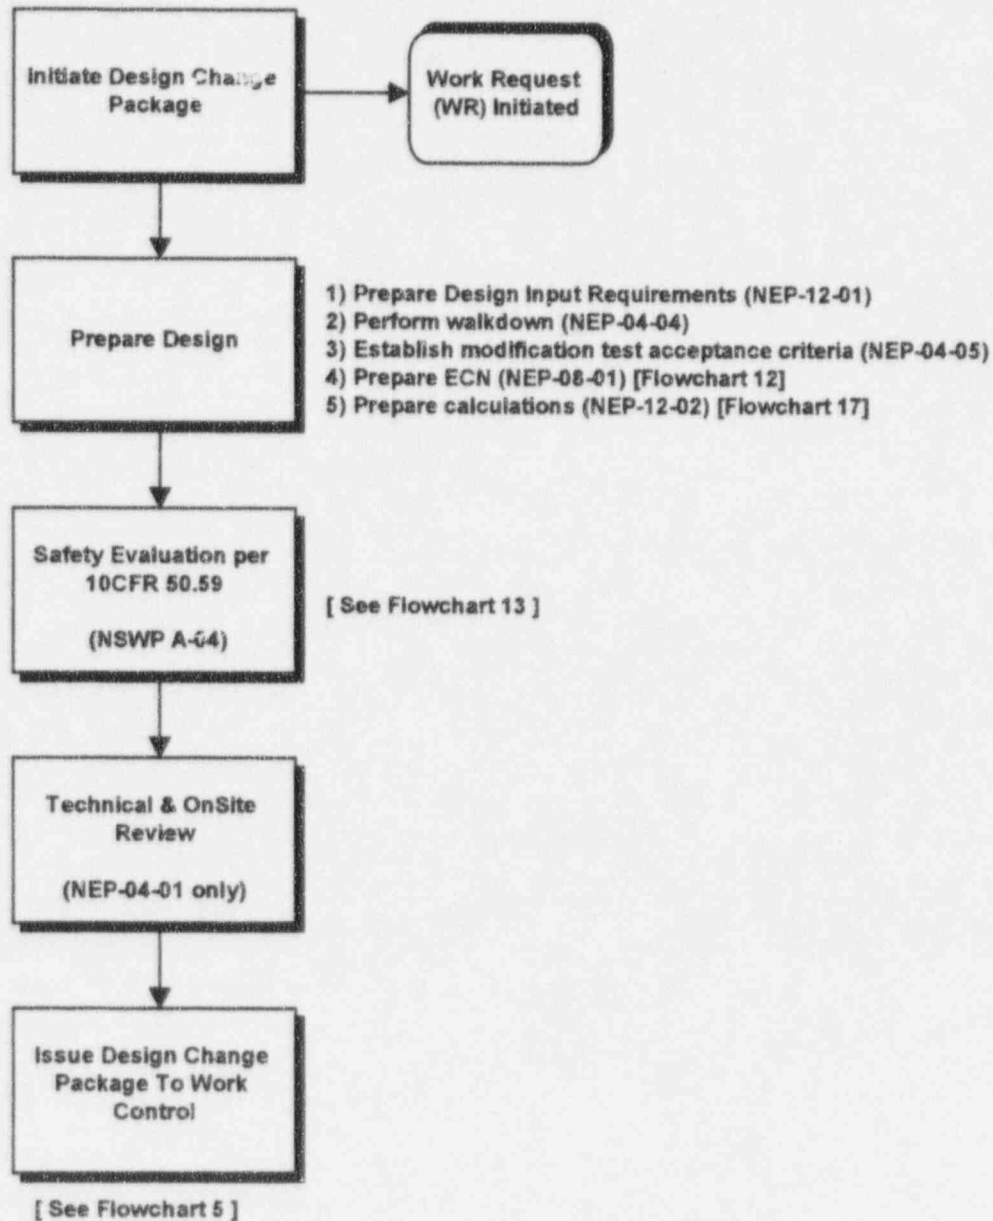 Initiate Design Change
Package
Work Request
(WR) Initiated
Prepare Design
1) Prepare Design Input Requirements (NEP-12-01)
2) Perform walkdown (NEP-04-04)
3) Establish modification test acceptance criteria (NEP-04-05)
4) Prepare ECN (NEP-08-01) [Flowchart 12]
5) Prepare calculations (NEP-12-02) [Flowchart 17]
Safety Evaluation per
10CFR 50.59
(NSWP A-04)
[ See Flowchart 13 ]
Technical & OnSite
Review
(NEP-04-01 only)
Issue Design Change
Package To Work
Control
[ See Flowchart 5 ]